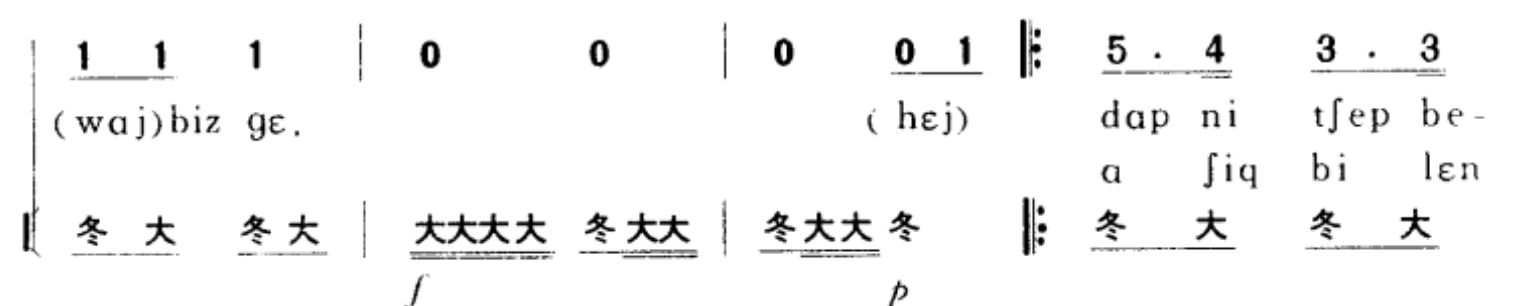 1 1 1 | 0 0 | 0 0 1 5 . 4 3 . 3
(wɑj)biz gɛ. (hɛj) dɑp ni tʃep be-
ɑ ʃiq bi lɛn
冬 大 冬 大 | 大大大大 冬大大 | 冬大大 冬 冬 大 冬 大
f p